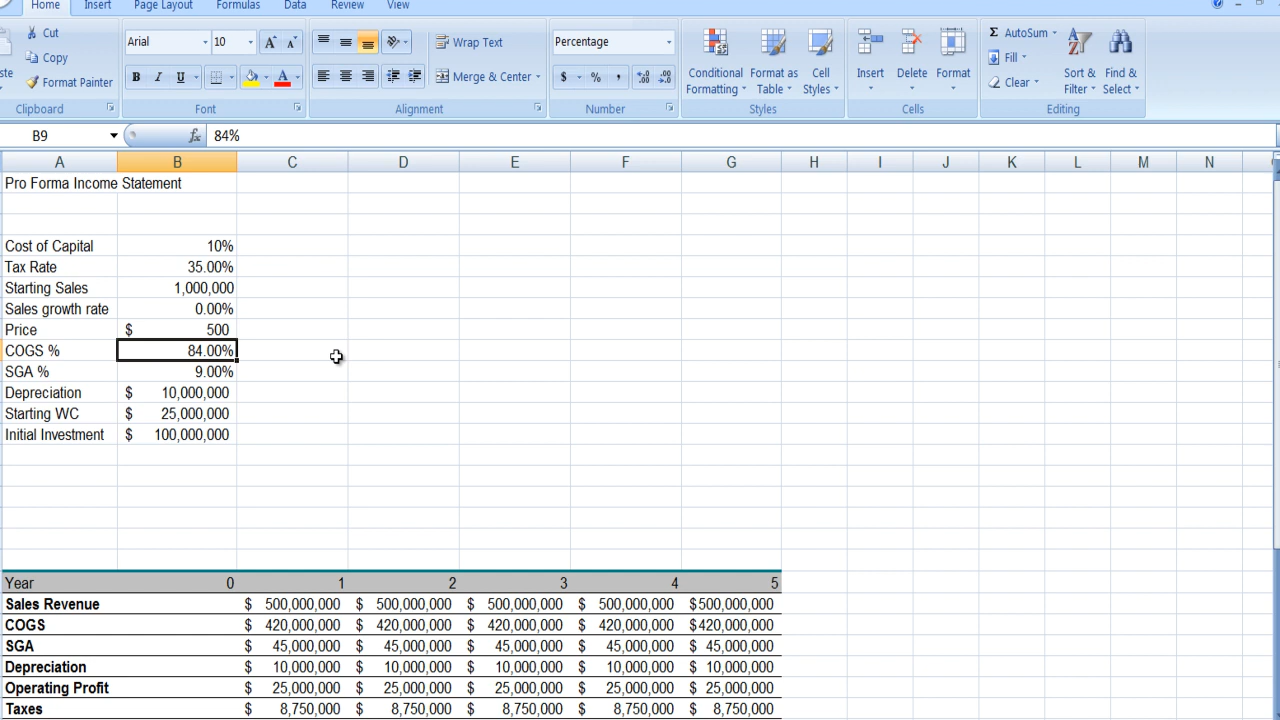 Home Insert Page Layout Formulas Data Review View
Cut
Copy
Format Painter
Clipboard
Arial 10 A A
B I U A
Font
Wrap Text
Merge & Center
Alignment
Percentage
$ % , .00 .0
Number
Conditional Formatting
Format as Table
Cell Styles
Styles
Insert Delete Format
Cells
Σ AutoSum
Fill
Clear
Sort & Filter
Find & Select
Editing
B9 fx 84%
A B C D E F G H I J K L M N
Pro Forma Income Statement
Cost of Capital 10%
Tax Rate 35.00%
Starting Sales 1,000,000
Sales growth rate 0.00%
Price $ 500
COGS % 84.00%
SGA % 9.00%
Depreciation $ 10,000,000
Starting WC $ 25,000,000
Initial Investment $ 100,000,000
Year 0 1 2 3 4 5
Sales Revenue $ 500,000,000 $ 500,000,000 $ 500,000,000 $ 500,000,000 $500,000,000
COGS $ 420,000,000 $ 420,000,000 $ 420,000,000 $ 420,000,000 $420,000,000
SGA $ 45,000,000 $ 45,000,000 $ 45,000,000 $ 45,000,000 $ 45,000,000
Depreciation $ 10,000,000 $ 10,000,000 $ 10,000,000 $ 10,000,000 $ 10,000,000
Operating Profit $ 25,000,000 $ 25,000,000 $ 25,000,000 $ 25,000,000 $ 25,000,000
Taxes $ 8,750,000 $ 8,750,000 $ 8,750,000 $ 8,750,000 $ 8,750,000